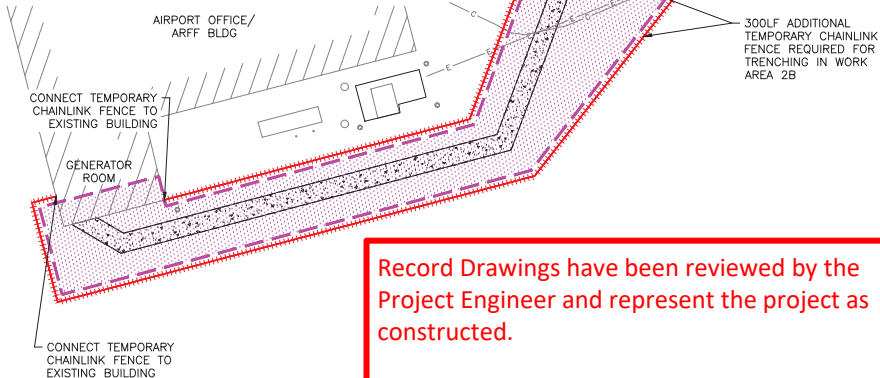 AIRPORT OFFICE/
ARFF BLDG
C
E
E
E
E
E
300LF ADDITIONAL
TEMPORARY CHAINLINK
FENCE REQUIRED FOR
TRENCHING IN WORK
AREA 2B
CONNECT TEMPORARY
CHAINLINK FENCE TO
EXISTING BUILDING
GENERATOR
ROOM
Record Drawings have been reviewed by the
Project Engineer and represent the project as
constructed.
CONNECT TEMPORARY
CHAINLINK FENCE TO
EXISTING BUILDING